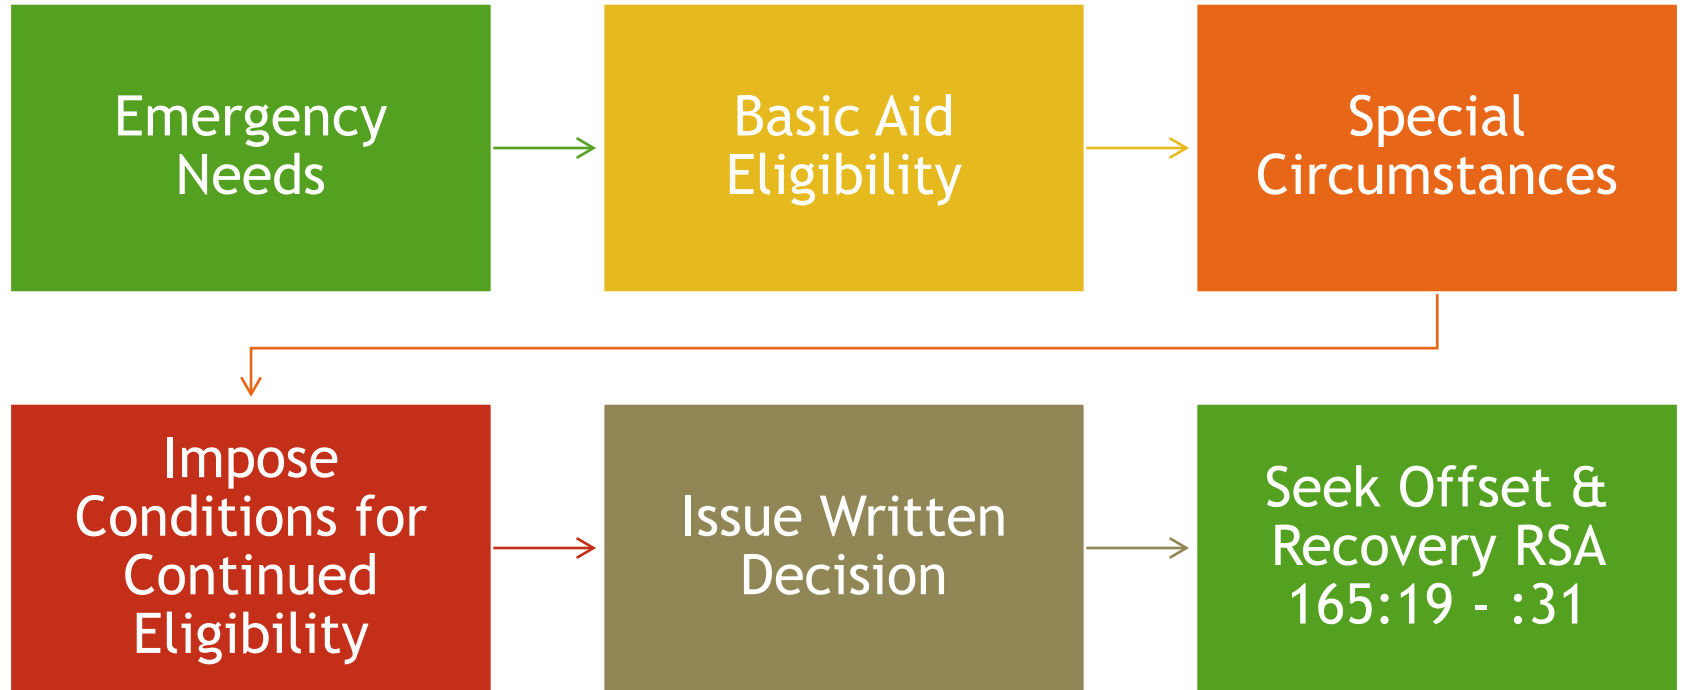 Emergency
Needs
Basic Aid
Eligibility
Special
Circumstances
Impose
Conditions for
Continued
Eligibility
Issue Written
Decision
Seek Offset &
Recovery RSA
165:19 - :31